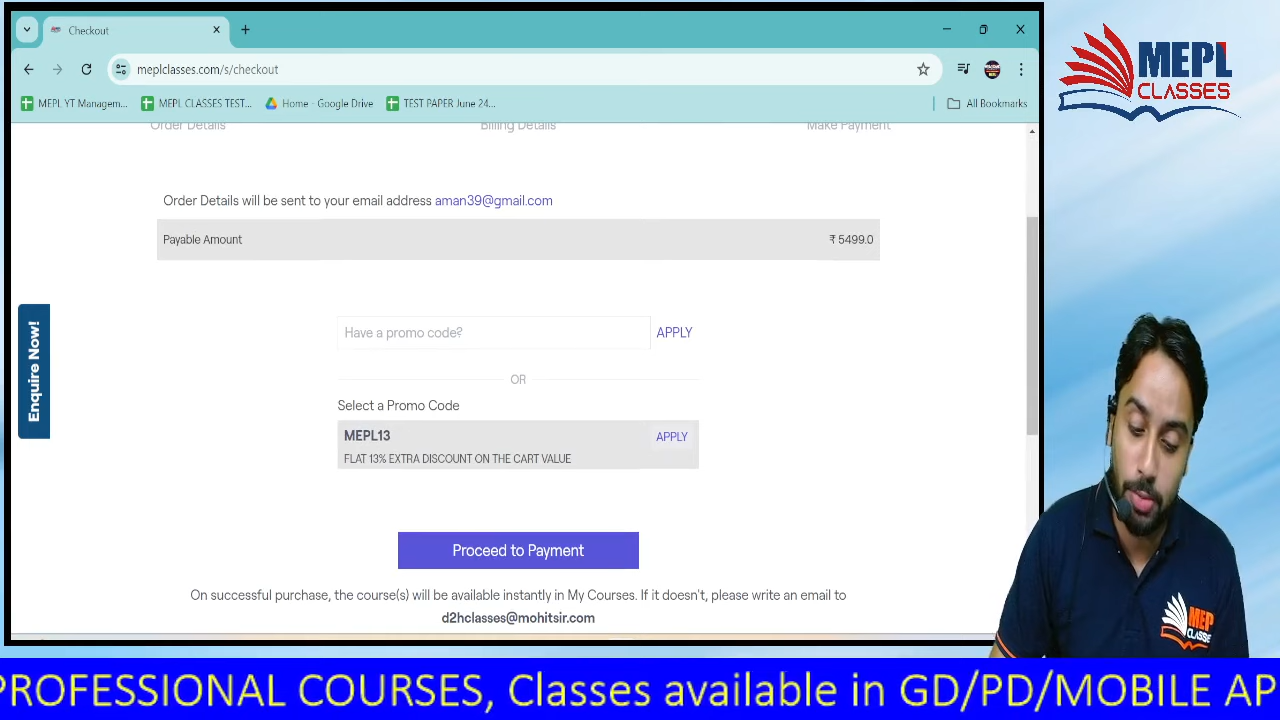 Checkout
meplclasses.com/s/checkout
MEPL YT Managem...
MEPL CLASSES TEST...
Home - Google Drive
TEST PAPER June 24...
All Bookmarks
Order Details
Billing Details
Make Payment
Order Details will be sent to your email address aman39@gmail.com
Payable Amount ₹ 5499.0
Have a promo code? APPLY
OR
Select a Promo Code
MEPL13 APPLY
FLAT 13% EXTRA DISCOUNT ON THE CART VALUE
Proceed to Payment
On successful purchase, the course(s) will be available instantly in My Courses. If it doesn't, please write an email to
d2hclasses@mohitsir.com
Enquire Now!
MEPL
CLASSES
MEP
CLASSE
PROFESSIONAL COURSES, Classes available in GD/PD/MOBILE AP